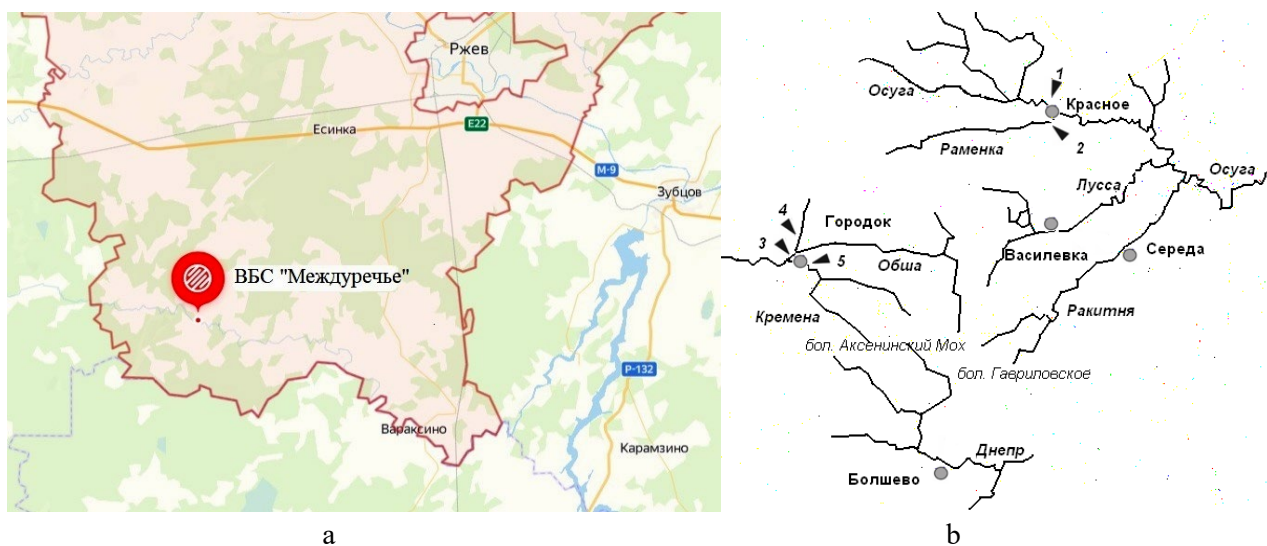 Ржев
Есинка
E22
М-9
Зубцов
ВБС "Междуречье"
Р-132
Вараксино
Карамзино
a
1
Осуга
Красное
Раменка
2
Лусса
Осуга
4
Городок
3
5
Обша
Василевка
Середа
Кремена
Ракитня
бол. Аксенинский Мох
бол. Гавриловское
Днепр
Болшево
b